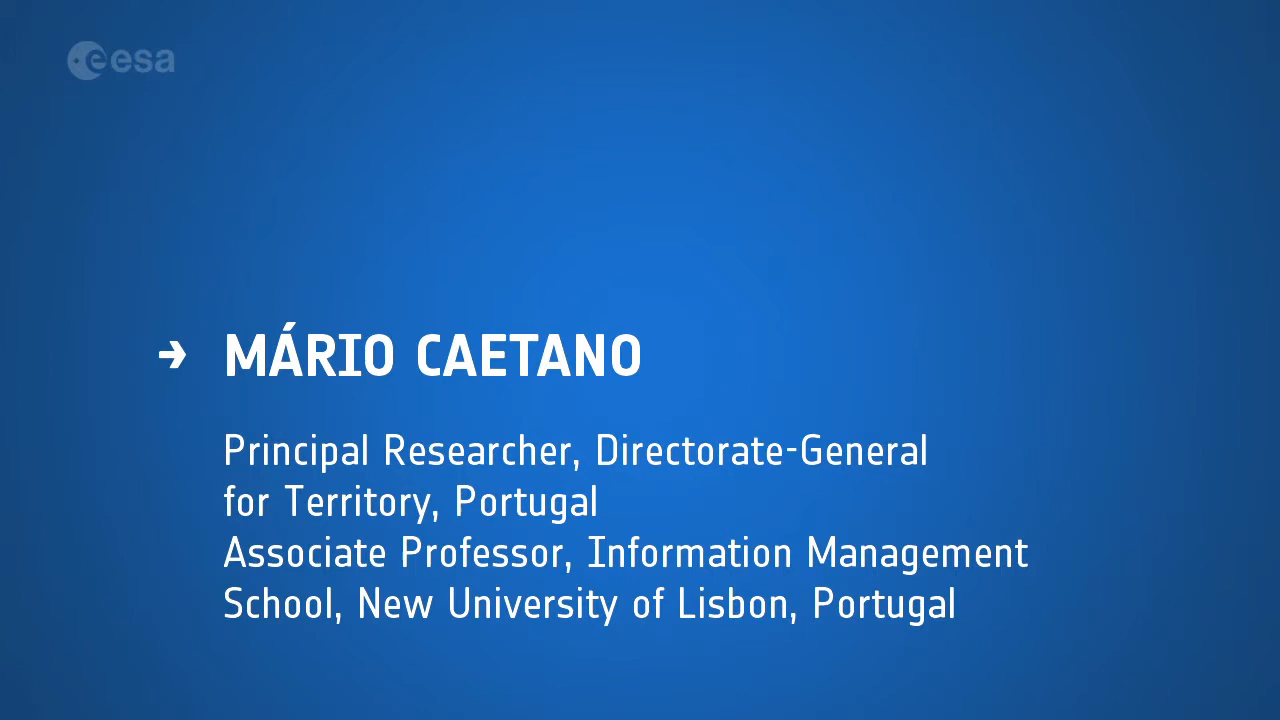 esa
MÁRIO CAETANO
Principal Researcher, Directorate-General
for Territory, Portugal
Associate Professor, Information Management
School, New University of Lisbon, Portugal